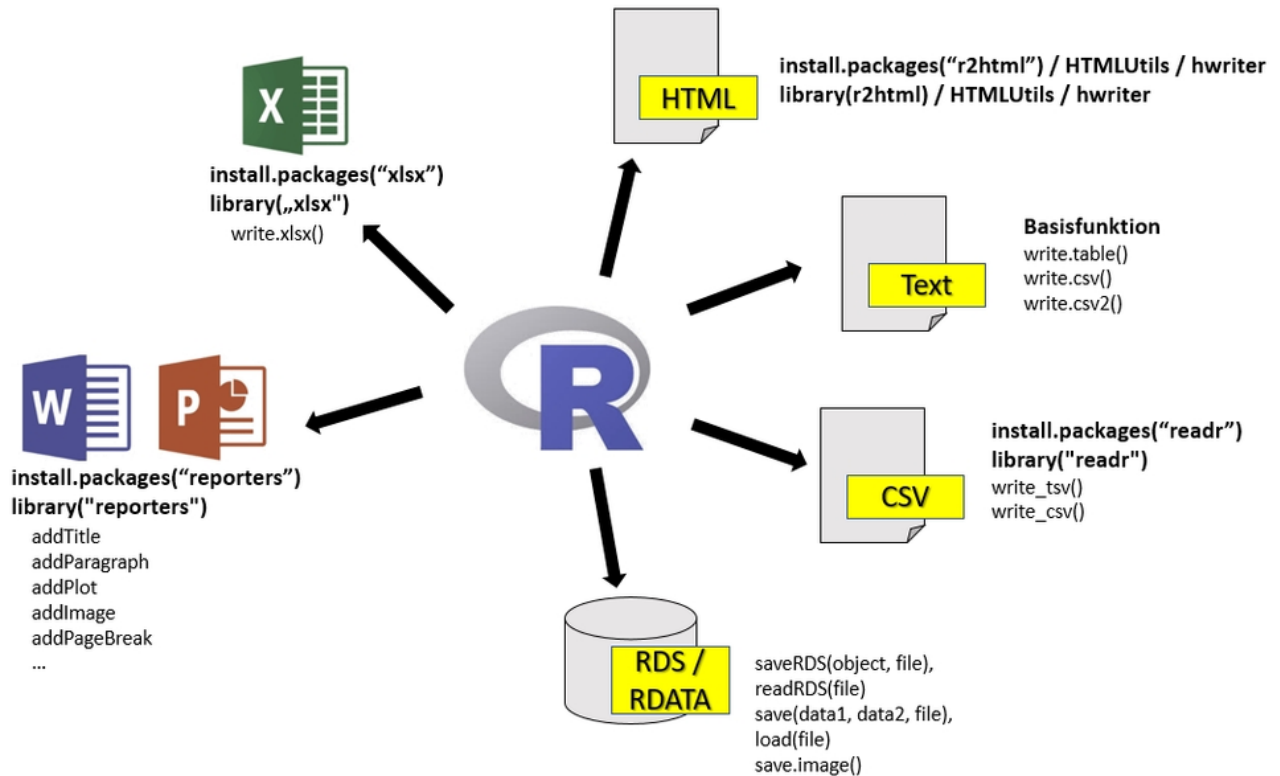 X
install.packages(“xlsx”)
library(„xlsx")
write.xlsx()
HTML
install.packages(“r2html”) / HTMLUtils / hwriter
library(r2html) / HTMLUtils / hwriter
Text
Basisfunktion
write.table()
write.csv()
write.csv2()
R
W
P
install.packages(“reporters”)
library("reporters")
addTitle
addParagraph
addPlot
addImage
addPageBreak
...
CSV
install.packages(“readr”)
library("readr")
write_tsv()
write_csv()
RDS /
RDATA
saveRDS(object, file),
readRDS(file)
save(data1, data2, file),
load(file)
save.image()